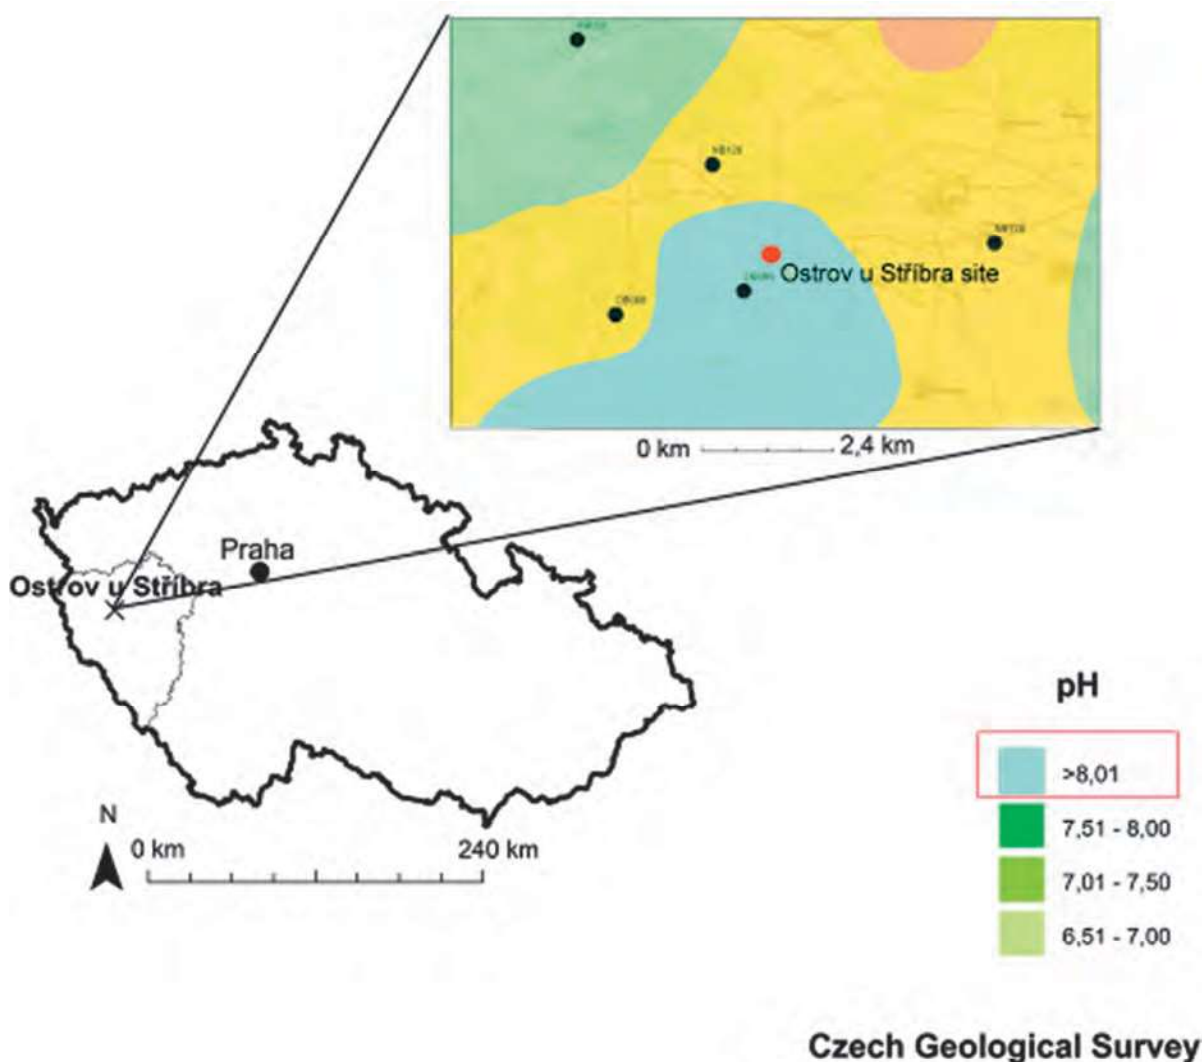 Ostrov u Stříbra site
0 km
2,4 km
Praha
Ostrov u Stříbra
N
0 km
240 km
pH
>8,01
7,51 - 8,00
7,01 - 7,50
6,51 - 7,00
Czech Geological Survey